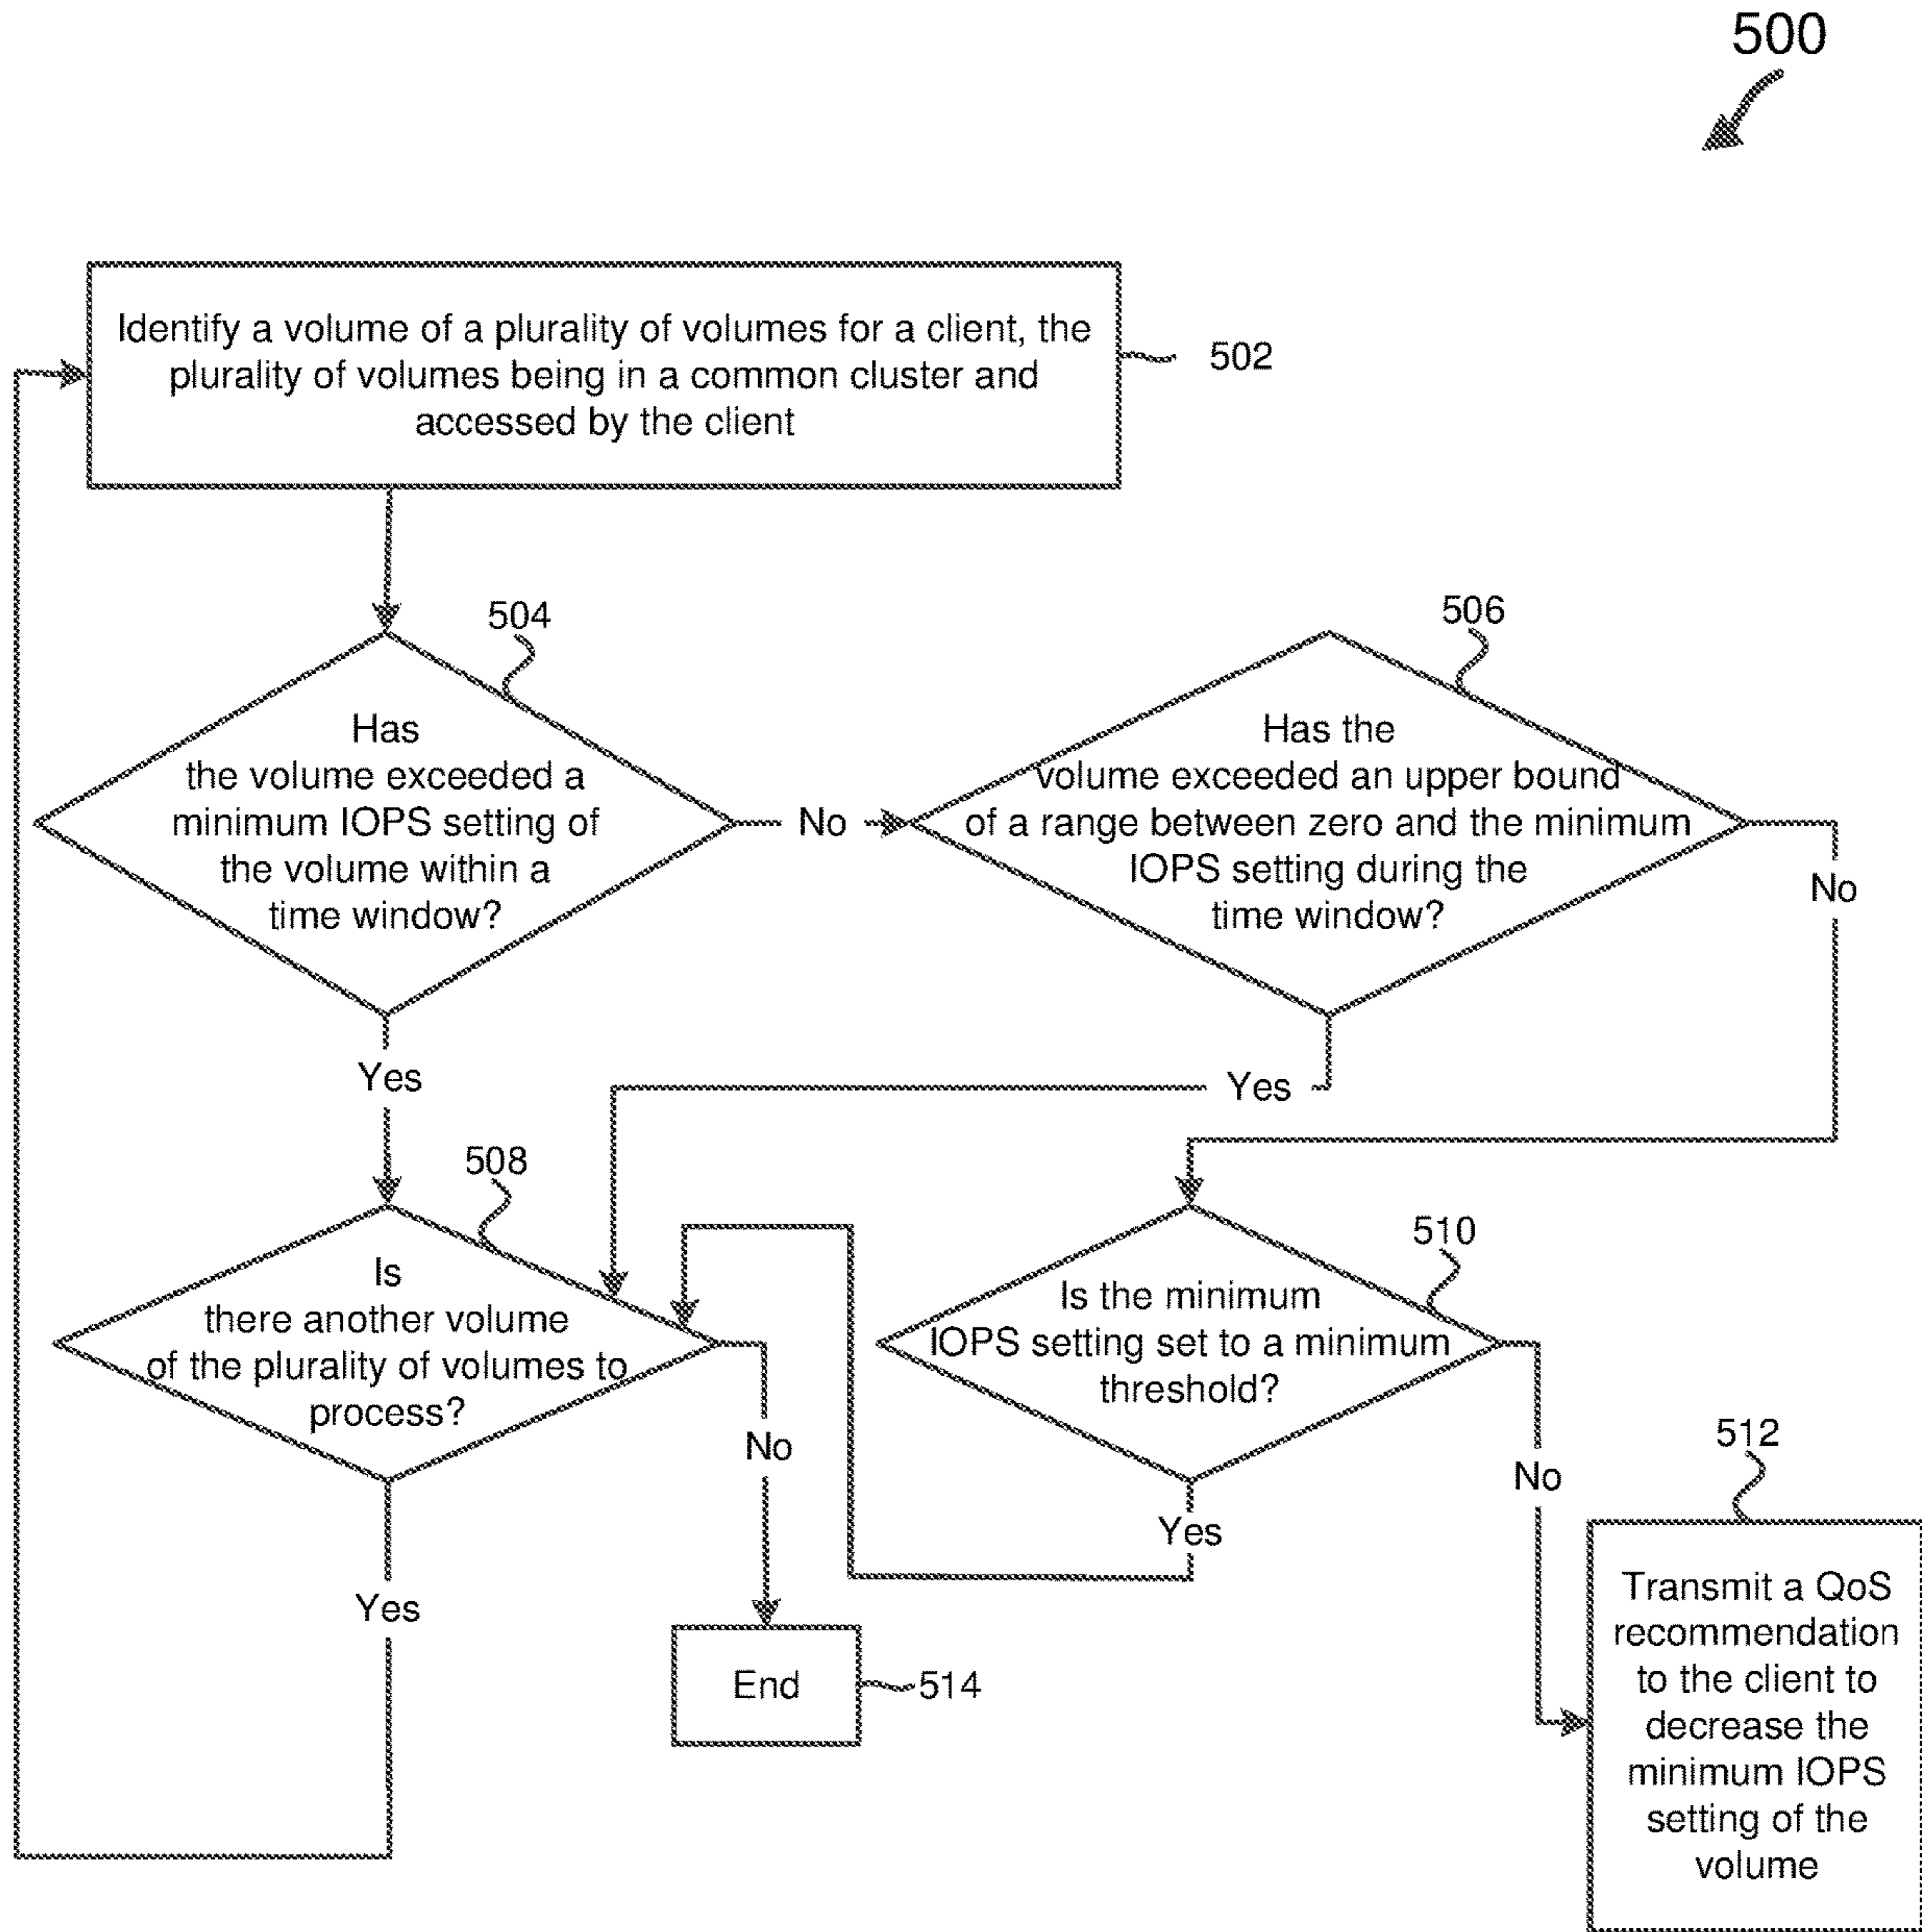 500
Identify a volume of a plurality of volumes for a client, the
plurality of volumes being in a common cluster and
accessed by the client
502
504
Has
the volume exceeded a
minimum IOPS setting of
the volume within a
time window?
No
506
Has the
volume exceeded an upper bound
of a range between zero and the minimum
IOPS setting during the
time window?
No
Yes
Yes
508
Is
there another volume
of the plurality of volumes to
process?
No
Yes
510
Is the minimum
IOPS setting set to a minimum
threshold?
No
Yes
512
Transmit a QoS
recommendation
to the client to
decrease the
minimum IOPS
setting of the
volume
End
514